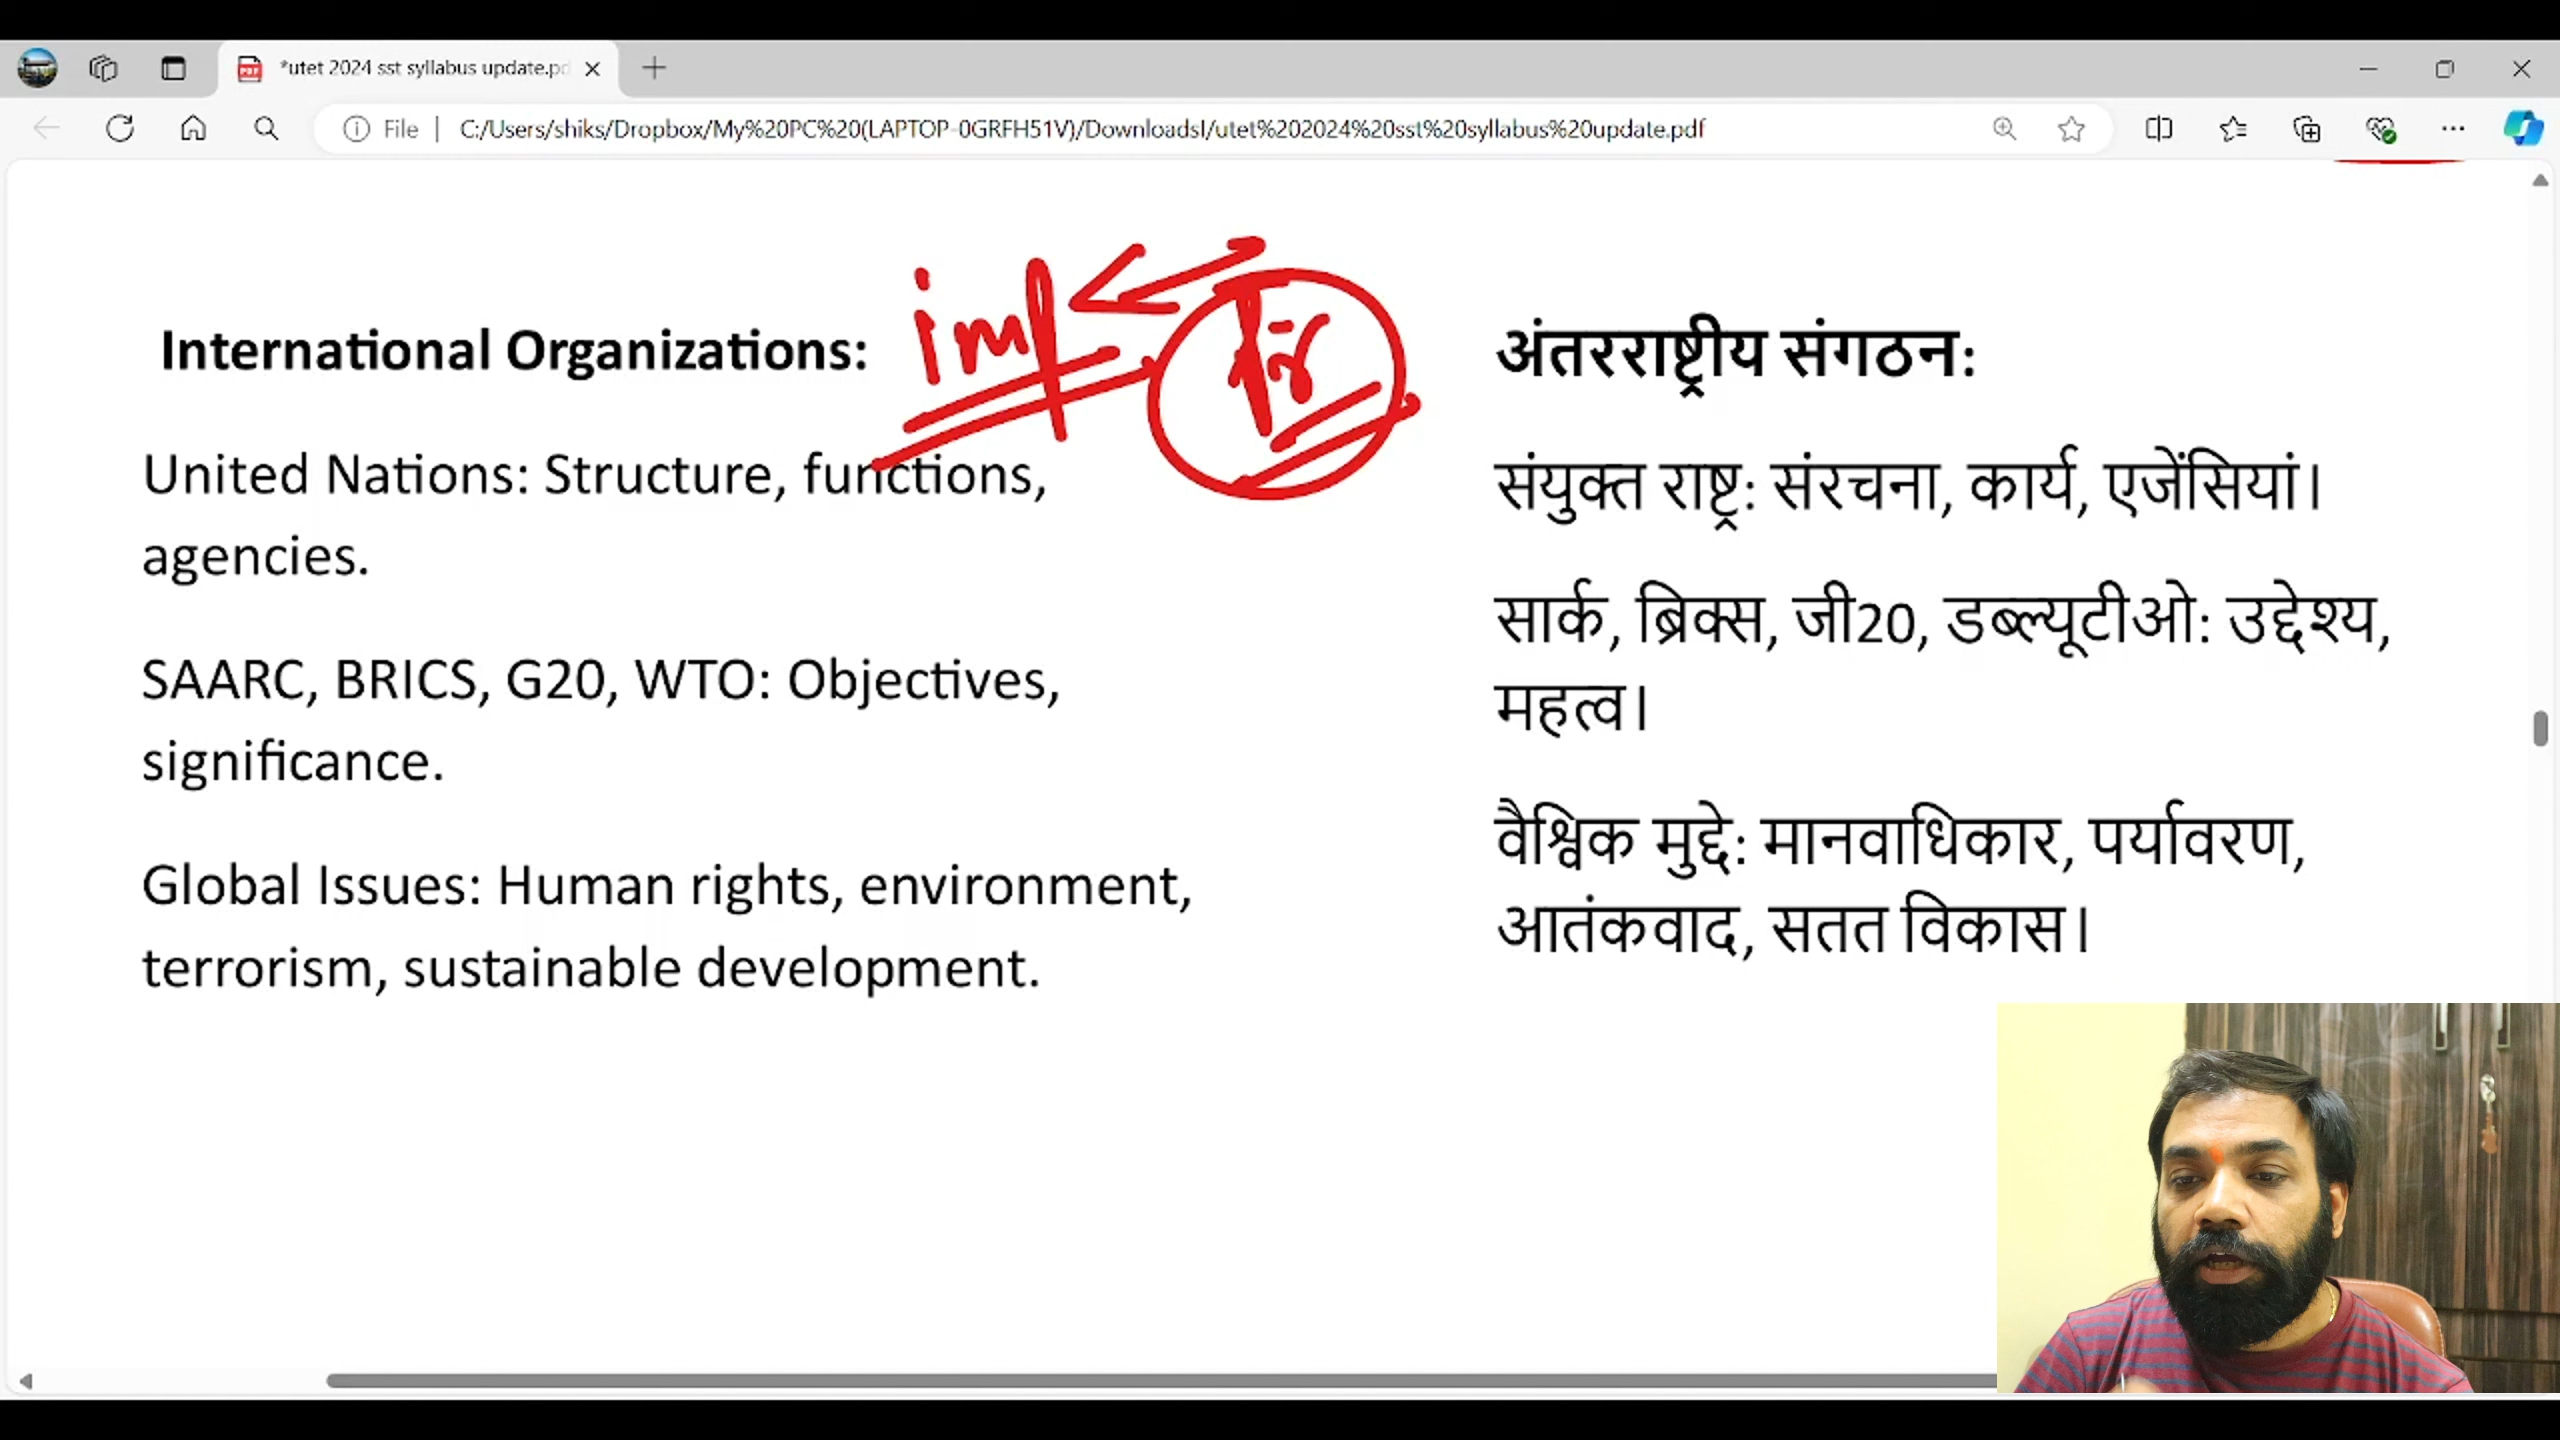 *utet 2024 sst syllabus update.pd
File
C:/Users/shiks/Dropbox/My%20PC%20(LAPTOP-0GRFH51V)/Downloadsl/utet%202024%20sst%20syllabus%20update.pdf
International Organizations:
imp
United Nations: Structure, functions,
agencies.
SAARC, BRICS, G20, WTO: Objectives,
significance.
Global Issues: Human rights, environment,
terrorism, sustainable development.
अंतरराष्ट्रीय संगठन:
संयुक्त राष्ट्र: संरचना, कार्य, एजेंसियां।
सार्क, ब्रिक्स, जी20, डब्ल्यूटीओ: उद्देश्य,
महत्व।
वैश्विक मुद्दे: मानवाधिकार, पर्यावरण,
आतंकवाद, सतत विकास।